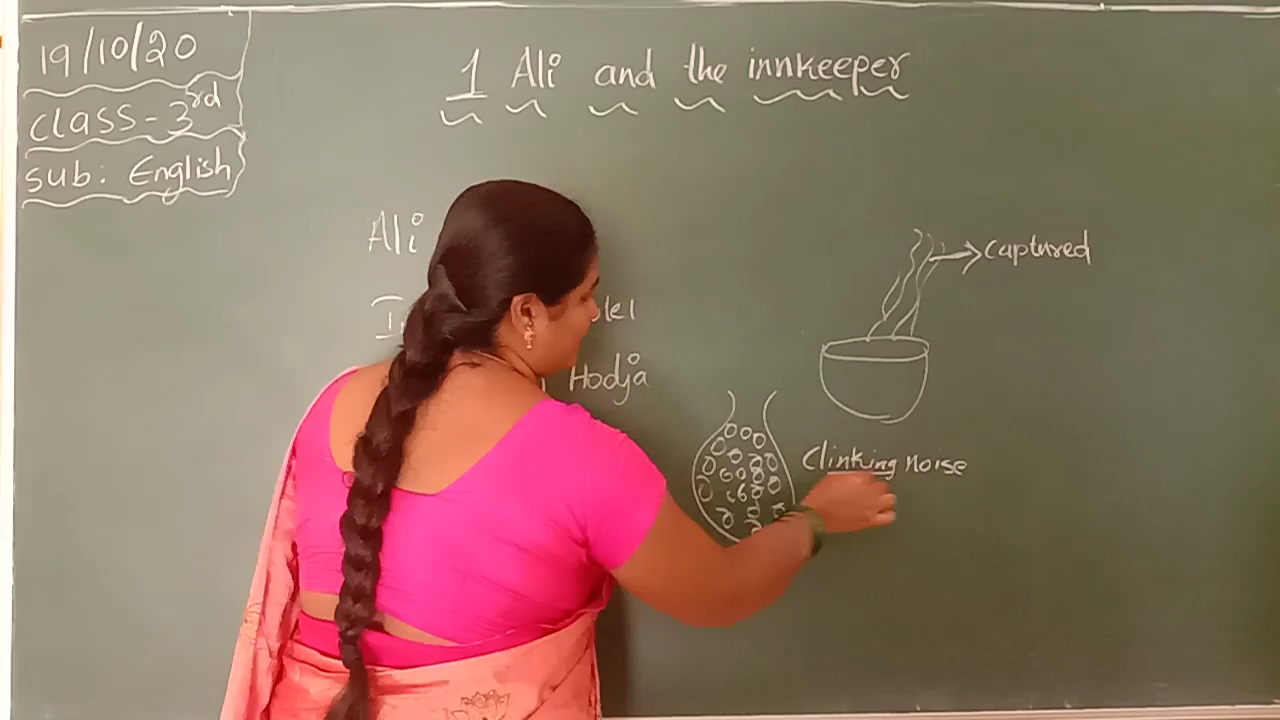 19/10/20
class - 3rd
sub: English
1 Ali and the innkeeper
Ali
Hodja
captured
Clinking noise